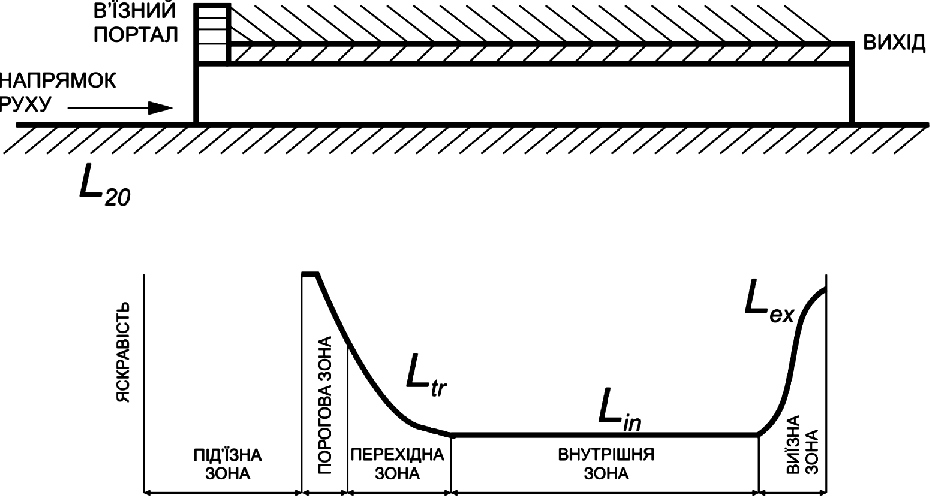 В'ЇЗНИЙ
ПОРТАЛ
ВИХІД
НАПРЯМОК
РУХУ
L20
ЯСКРАВІСТЬ
ПІД'ЇЗНА
ЗОНА
ПОРОГОВА ЗОНА
Ltr
ПЕРЕХІДНА
ЗОНА
Lin
ВНУТРІШНЯ
ЗОНА
Lex
ВИЇЗНА
ЗОНА